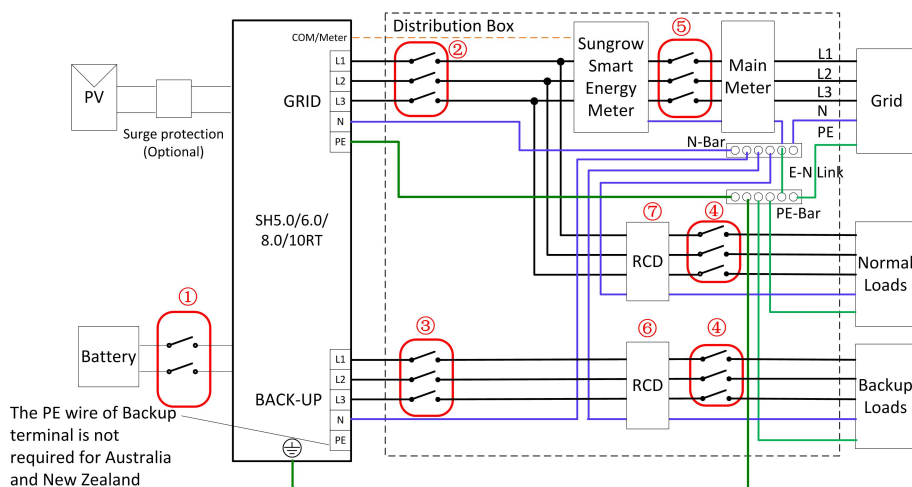 Distribution Box
COM/Meter
②
⑤
L1
L2
GRID
L3
N
PE
Sungrow
Smart
Energy
Meter
Main
Meter
L1
L2
L3
N
PE
Grid
PV
Surge protection
(Optional)
N-Bar
E-N Link
PE-Bar
SH5.0/6.0/
8.0/10RT
⑦
④
RCD
Normal
Loads
①
Battery
③
⑥
④
L1
L2
BACK-UP
L3
N
PE
RCD
Backup
Loads
The PE wire of Backup
terminal is not
required for Australia
and New Zealand